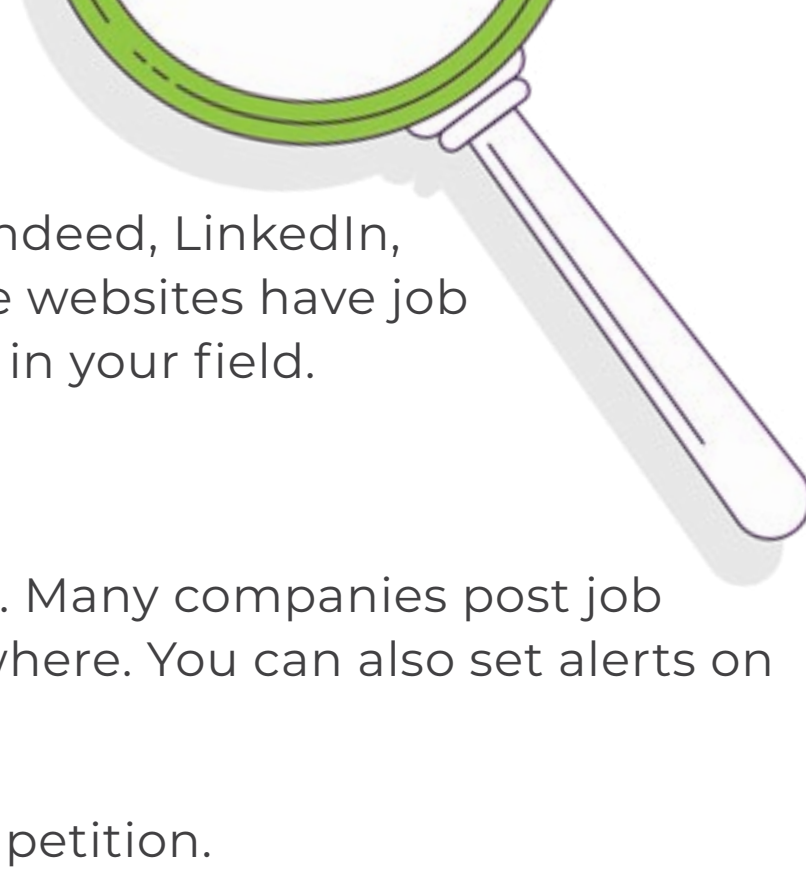 ndeed, LinkedIn,
e websites have job
in your field.
. Many companies post job
where. You can also set alerts on
petition.